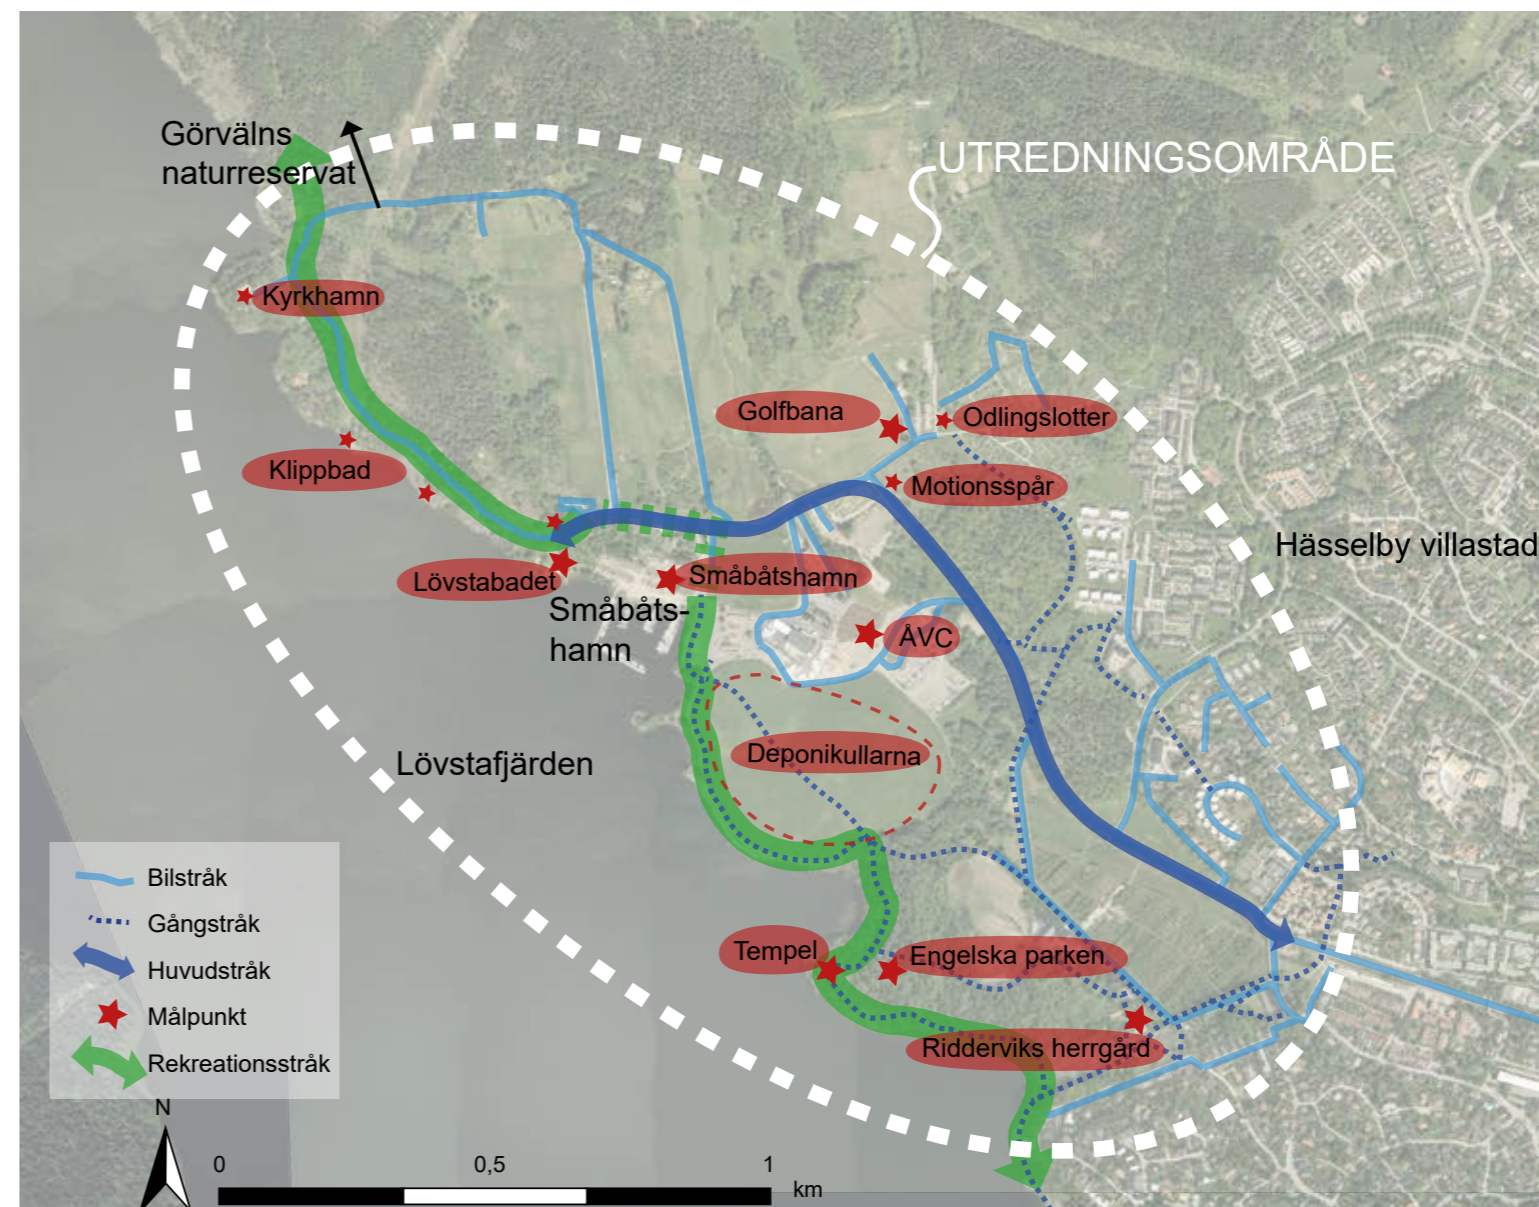 Görvälns
naturreservat
UTREDNINGSOMRÅDE
Kyrkhamn
Golfbana
Odlingslotter
Klippbad
Motionsspår
Hässelby villastad
Lövstabadet
Småbåtshamn
Småbåts-
hamn
ÅVC
Deponikullarna
Lövstafjärden
Bilstråk
Gångstråk
Huvudstråk
Målpunkt
Rekreationsstråk
Tempel
Engelska parken
Ridderviks herrgård
N
0
0,5
1
km